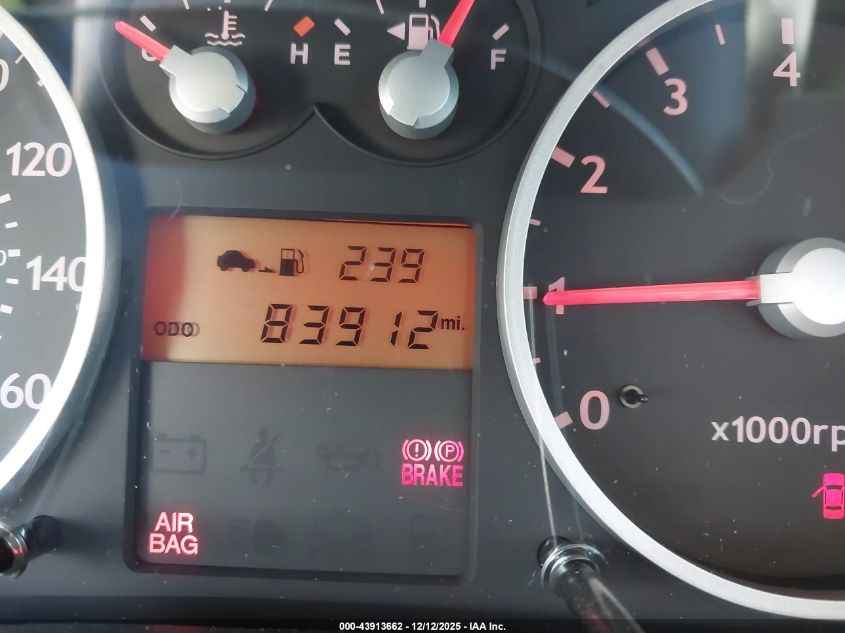 C H E F
120
140
60
239
ODO 83912 mi.
BRAKE
AIR
BAG
0
1
2
3
4
x1000rp
000-43913662 - 12/12/2025 - IAA Inc.